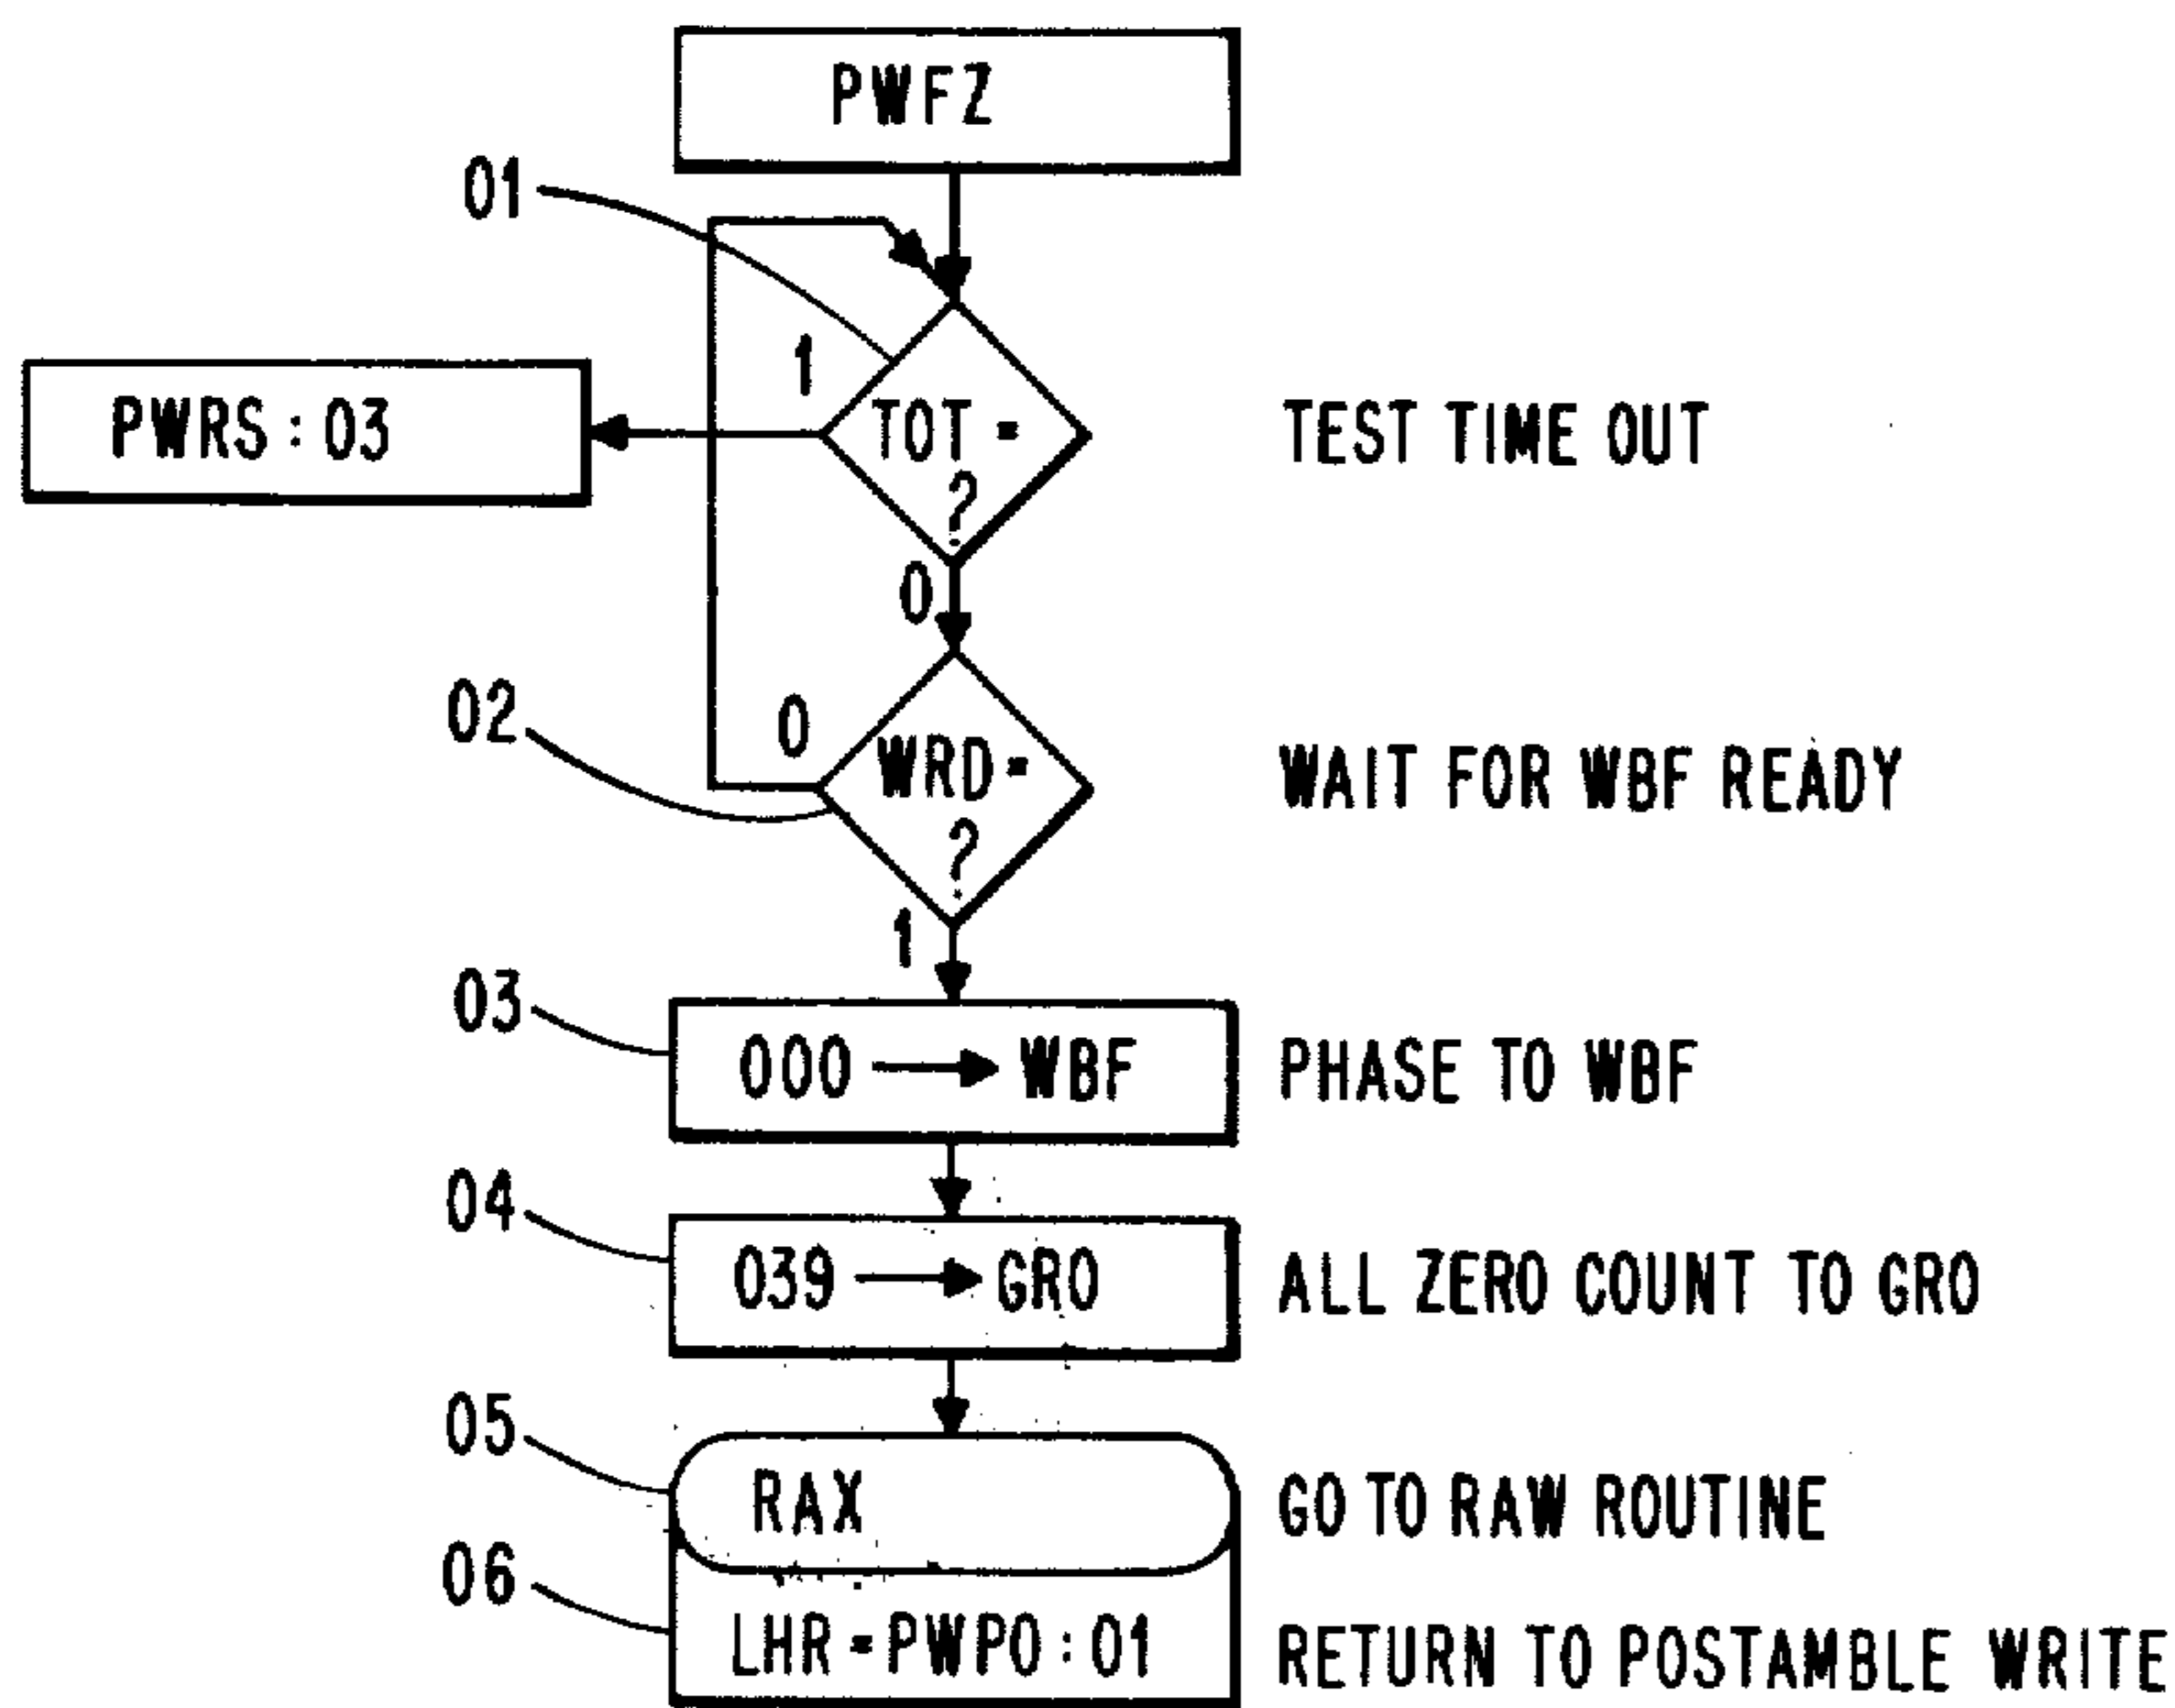 PWFZ
01
1
PWRS:03
TOT =
?
TEST TIME OUT
0
02
0
WRD=
?
WAIT FOR WBF READY
1
03
000 → WBF
PHASE TO WBF
04
039 → GRO
ALL ZERO COUNT TO GRO
05
RAX
GO TO RAW ROUTINE
06
LHR=PWPO:01
RETURN TO POSTAMBLE WRITE